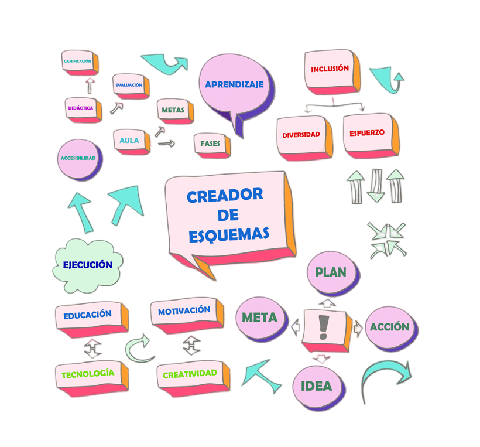 PLANIFICACIÓN
EVALUACIÓN
DIDÁCTICA
METAS
AULA
FASES
ACCESIBILIDAD
APRENDIZAJE
INCLUSIÓN
DIVERSIDAD
ESFUERZO
CREADOR
DE
ESQUEMAS
EJECUCIÓN
EDUCACIÓN
MOTIVACIÓN
TECNOLOGÍA
CREATIVIDAD
PLAN
META
!
ACCIÓN
IDEA